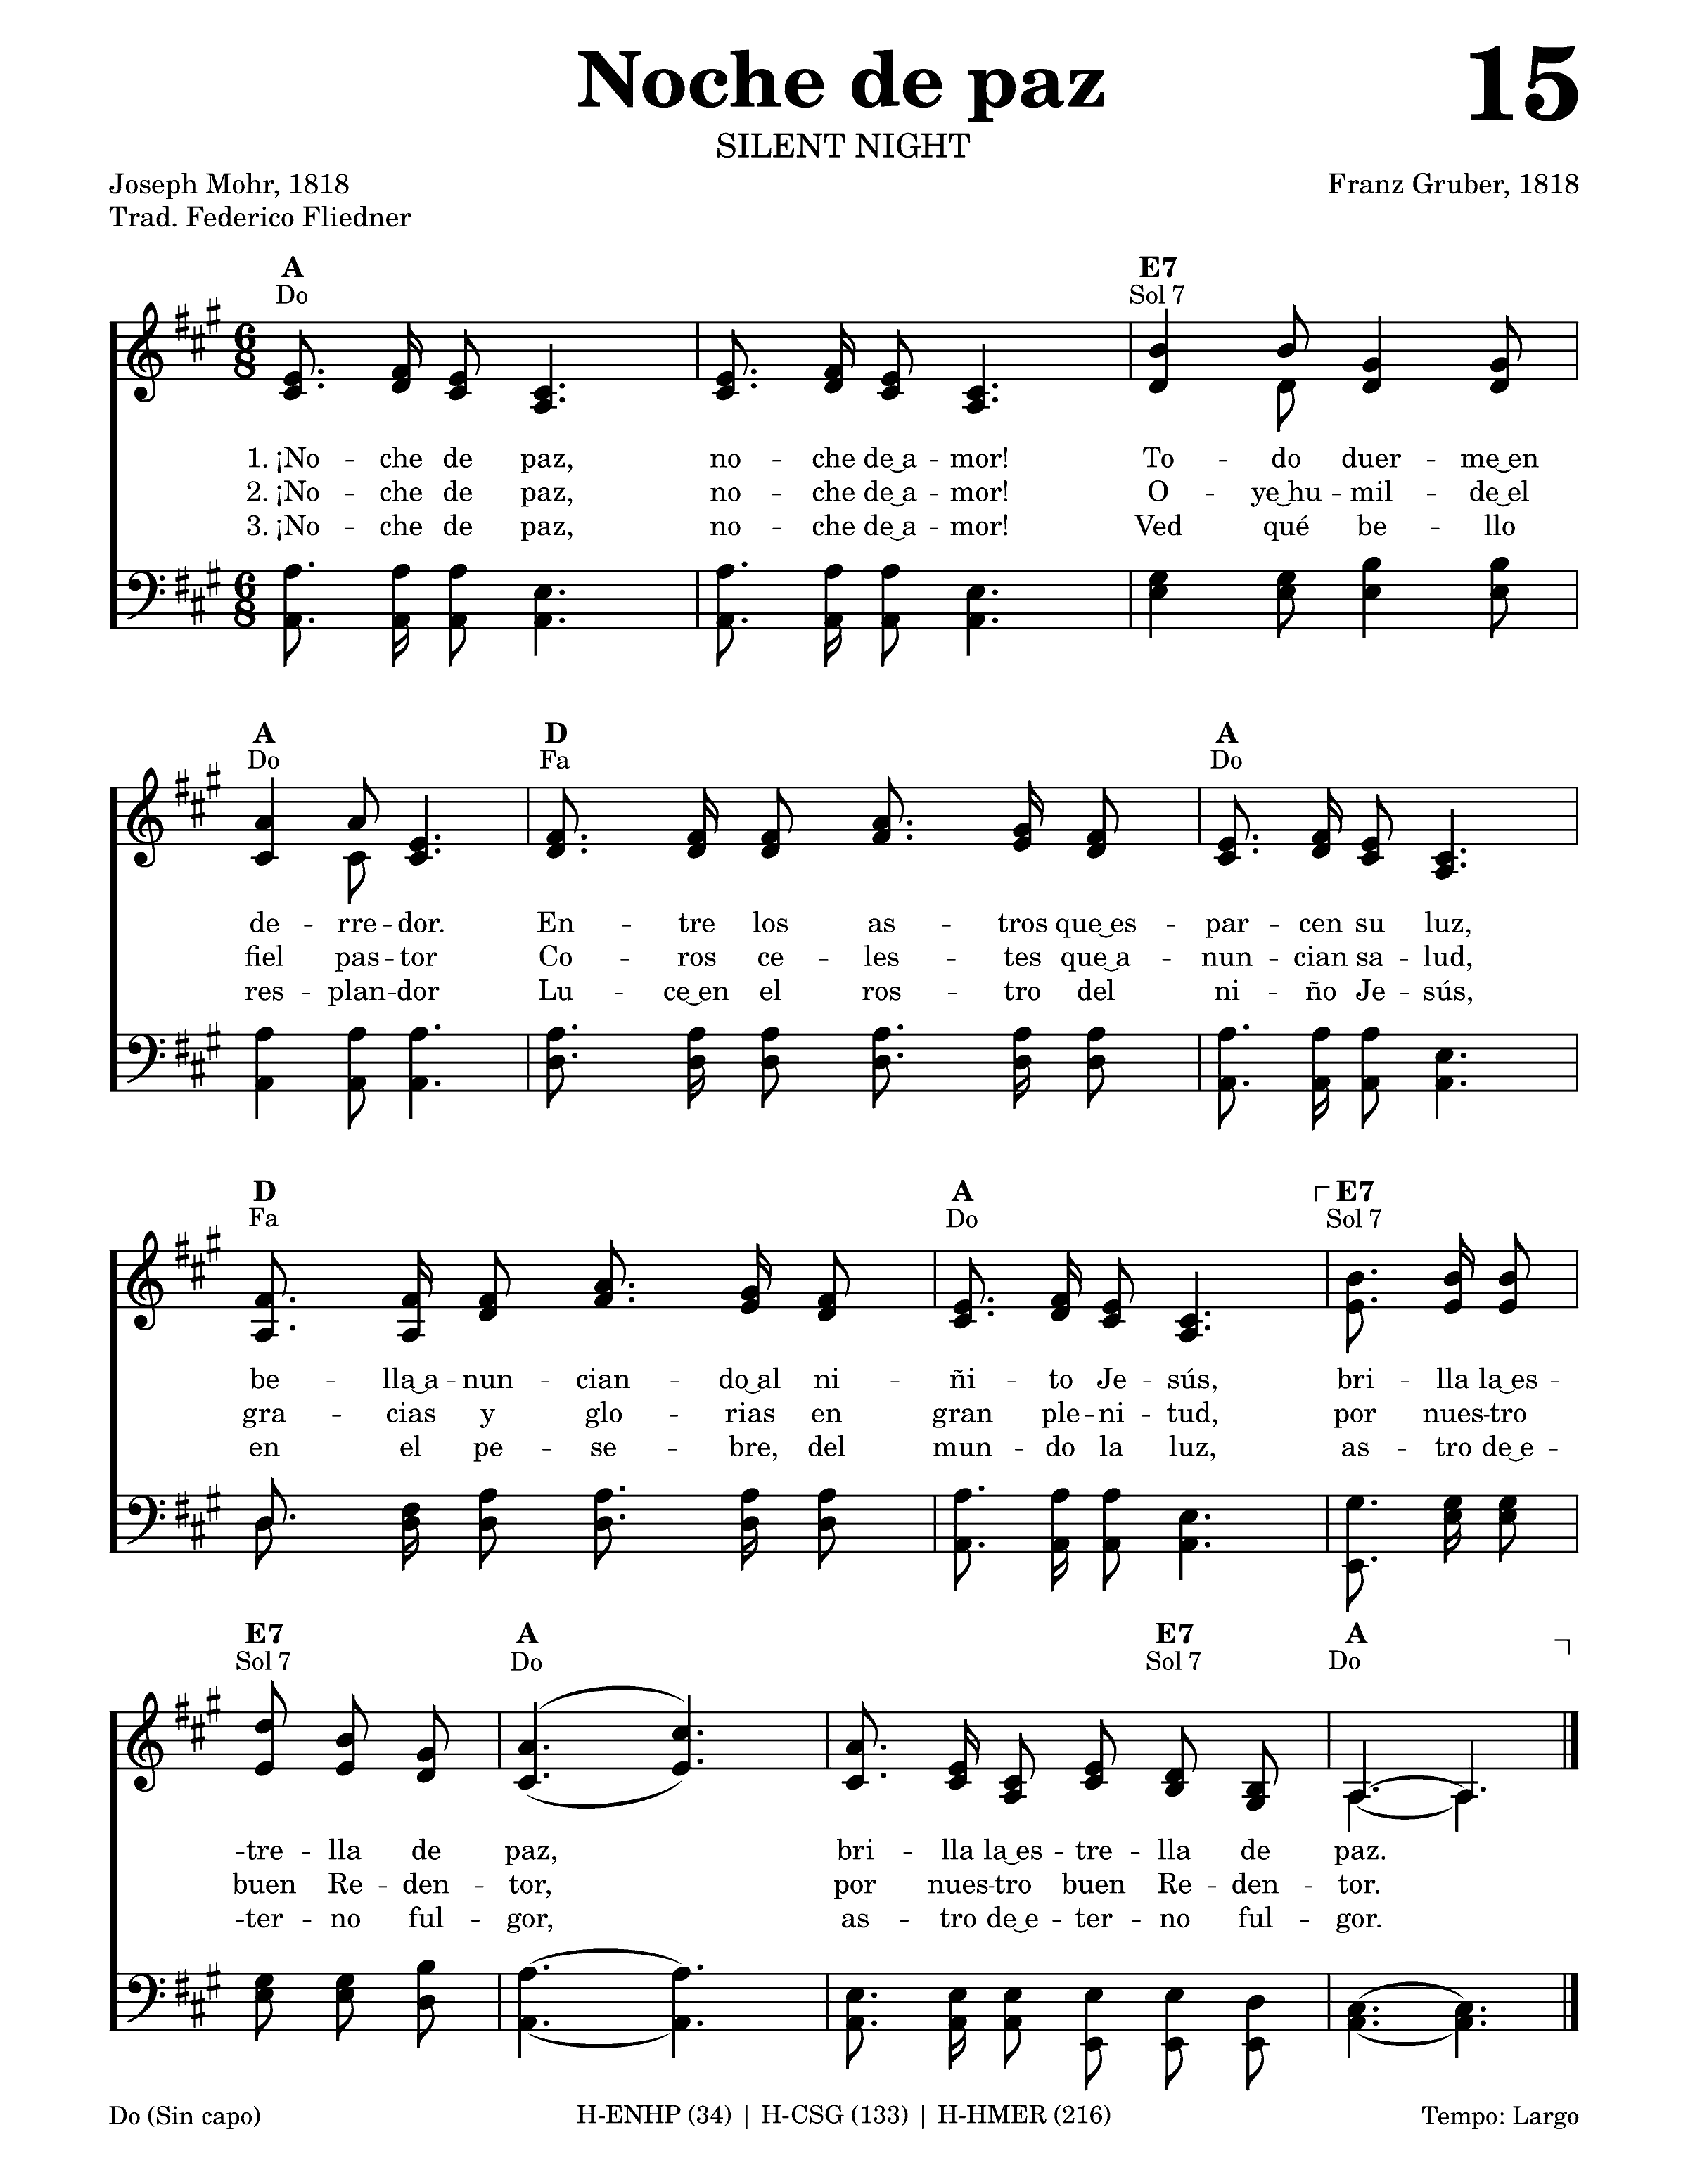 Noche de paz
15
SILENT NIGHT
Joseph Mohr, 1818
Franz Gruber, 1818
Trad. Federico Fliedner
A E7
Do Sol 7
1. ¡No - che de paz, no - che de‿a - mor! To - do duer - me‿en
2. ¡No - che de paz, no - che de‿a - mor! O - ye‿hu - mil - de‿el
3. ¡No - che de paz, no - che de‿a - mor! Ved qué be - llo
A D A
Do Fa Do
de - rre - dor. En - tre los as - tros que‿es - par - cen su luz,
fiel pas - tor Co - ros ce - les - tes que‿a - nun - cian sa - lud,
res - plan - dor Lu - ce‿en el ros - tro del ni - ño Je - sús,
D A E7
Fa Do Sol 7
be - lla‿a - nun - cian - do‿al ni - ñi - to Je - sús, bri - lla la‿es -
gra - cias y glo - rias en gran ple - ni - tud, por nues - tro
en el pe - se - bre, del mun - do la luz, as - tro de‿e -
E7 A E7 A
Sol 7 Do Sol 7 Do
-tre - lla de paz, bri - lla la‿es - tre - lla de paz.
buen Re - den - tor, por nues - tro buen Re - den - tor.
-ter - no ful - gor, as - tro de‿e - ter - no ful - gor.
Do (Sin capo)
H-ENHP (34) | H-CSG (133) | H-HMER (216)
Tempo: Largo